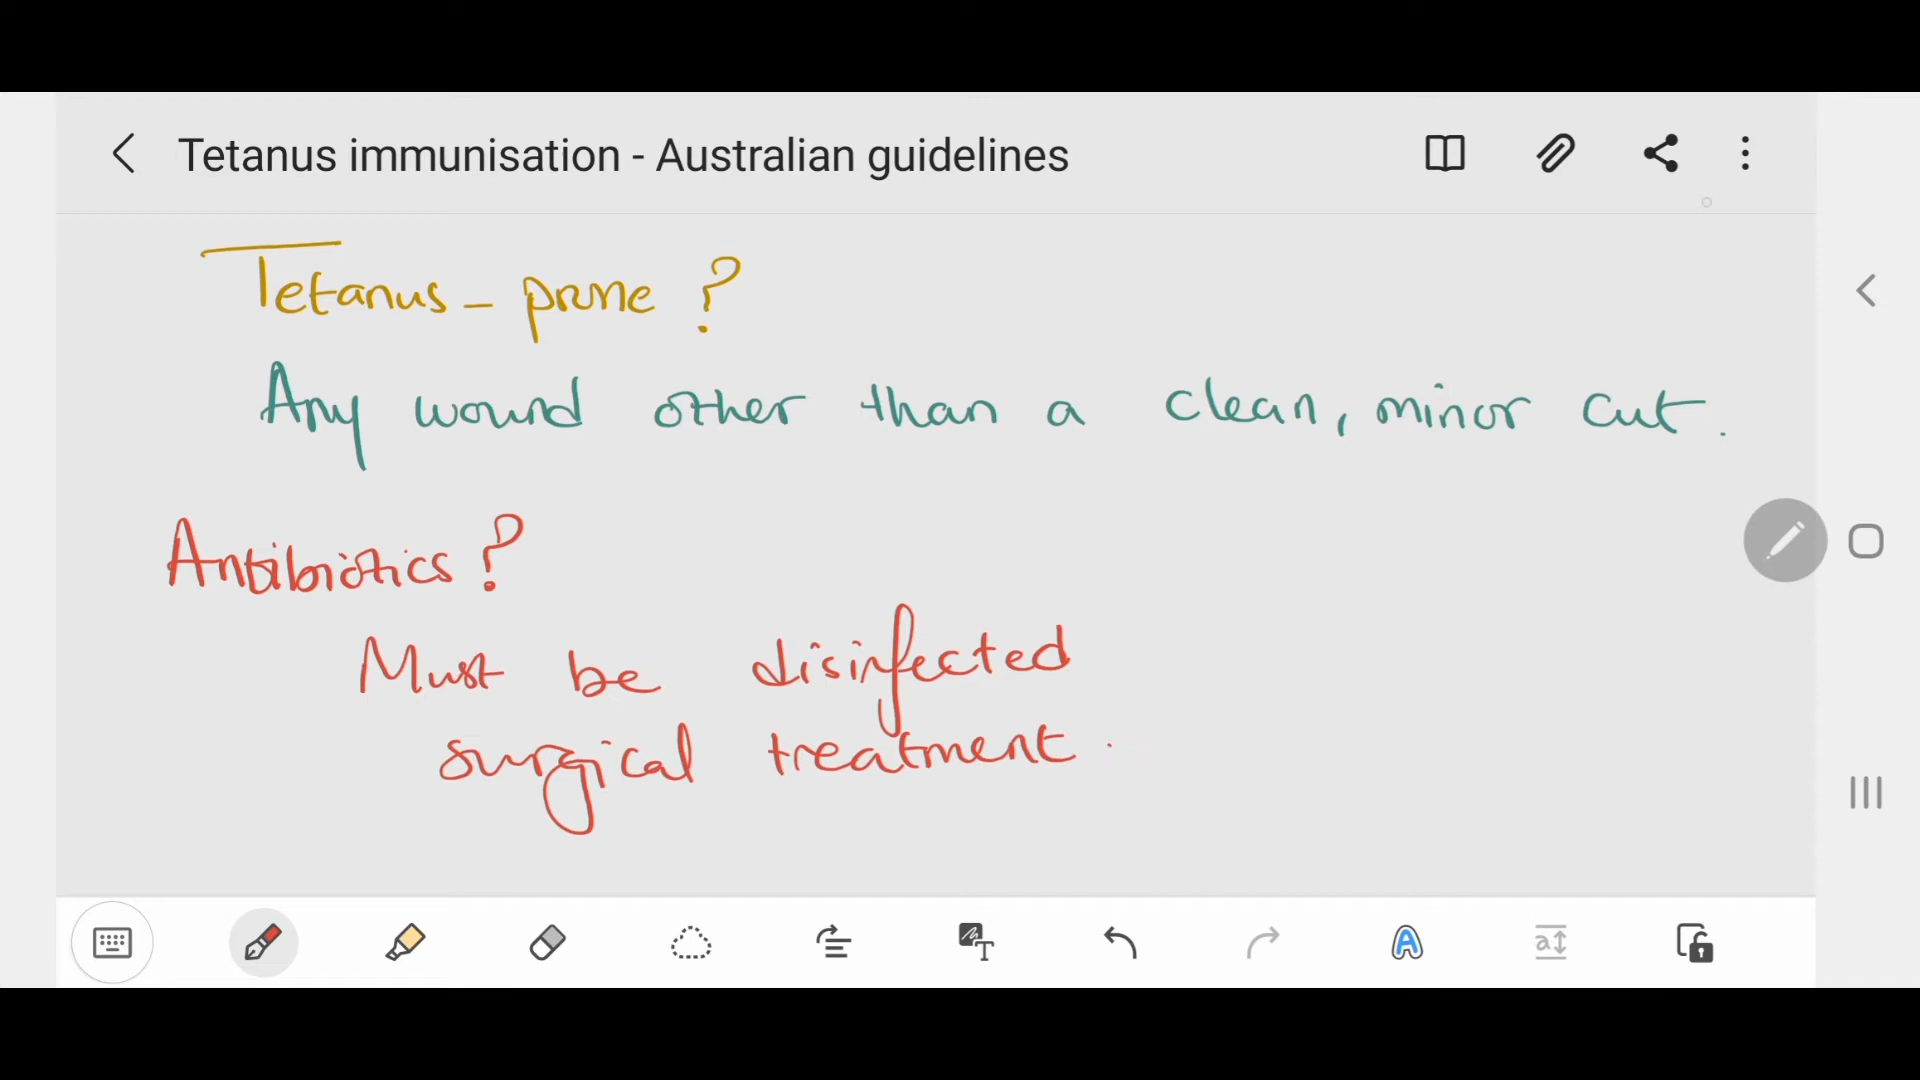 Tetanus immunisation - Australian guidelines
Tetanus - prone ?
Any wound other than a clean, minor cut.
Antibiotics ?
Must be disinfected
surgical treatment.